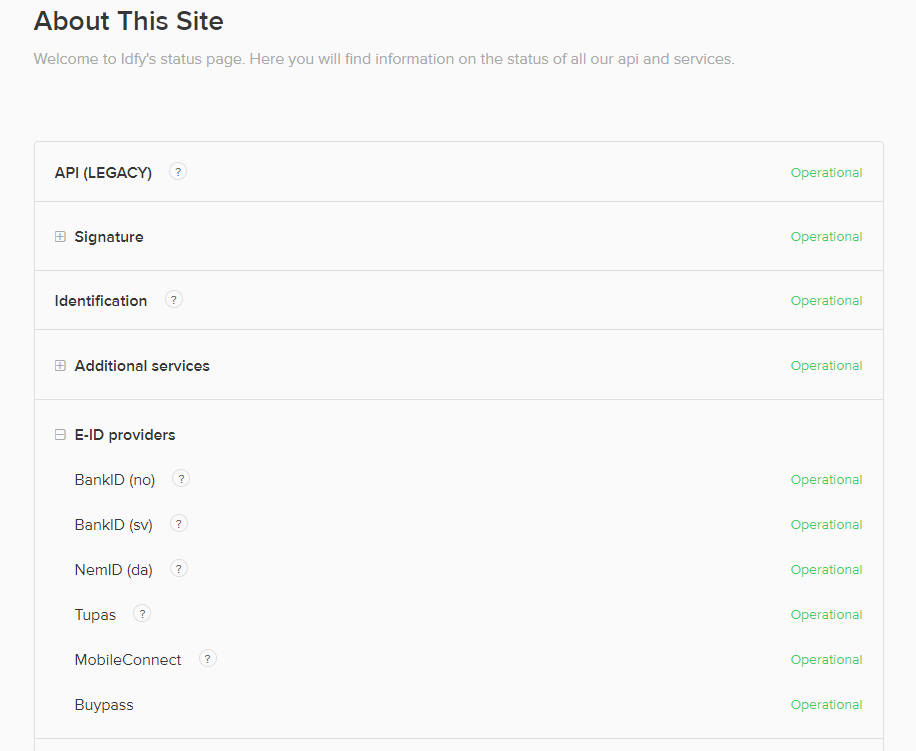 About This Site
Welcome to Idfy's status page. Here you will find information on the status of all our api and services.
API (LEGACY) ? Operational
Signature Operational
Identification ? Operational
Additional services Operational
E-ID providers
BankID (no) ? Operational
BankID (sv) ? Operational
NemID (da) ? Operational
Tupas ? Operational
MobileConnect ? Operational
Buypass Operational